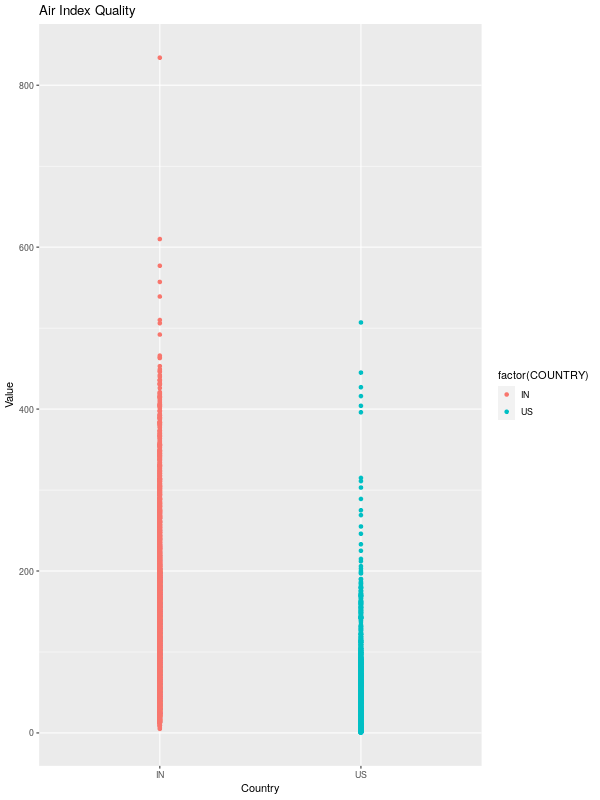 Air Index Quality
800
600
400
200
0
Value
IN
US
Country
factor(COUNTRY)
IN
US